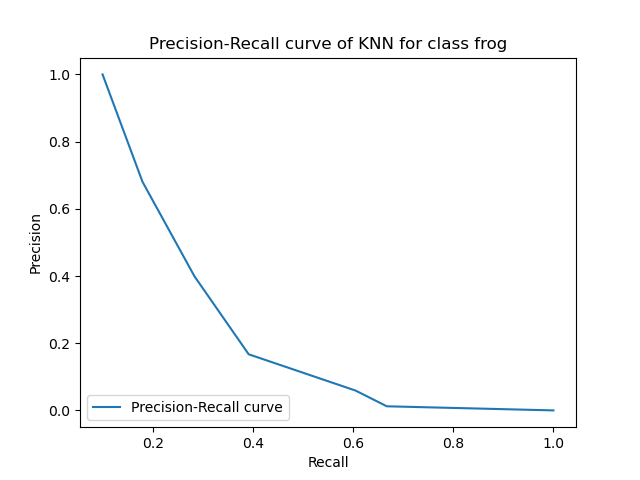 Precision-Recall curve of KNN for class frog
1.0
0.8
0.6
0.4
0.2
0.0
Precision
Precision-Recall curve
0.2 0.4 0.6 0.8 1.0
Recall